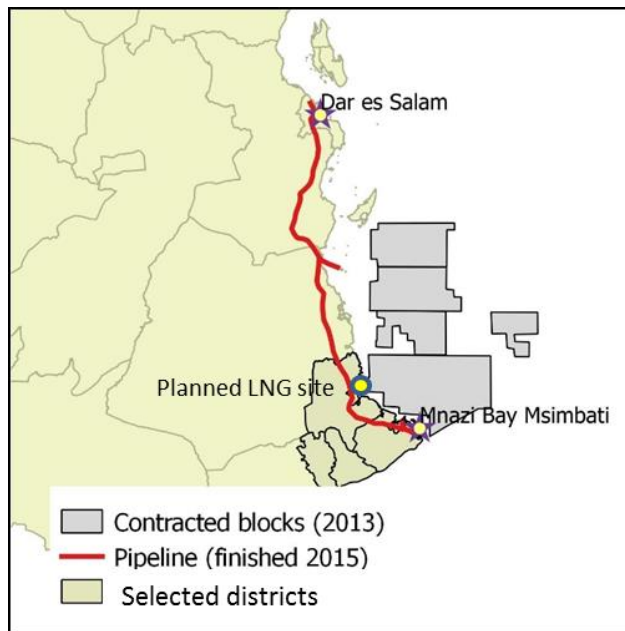 Dar es Salam
Planned LNG site
Mnazi Bay Msimbati
Contracted blocks (2013)
Pipeline (finished 2015)
Selected districts